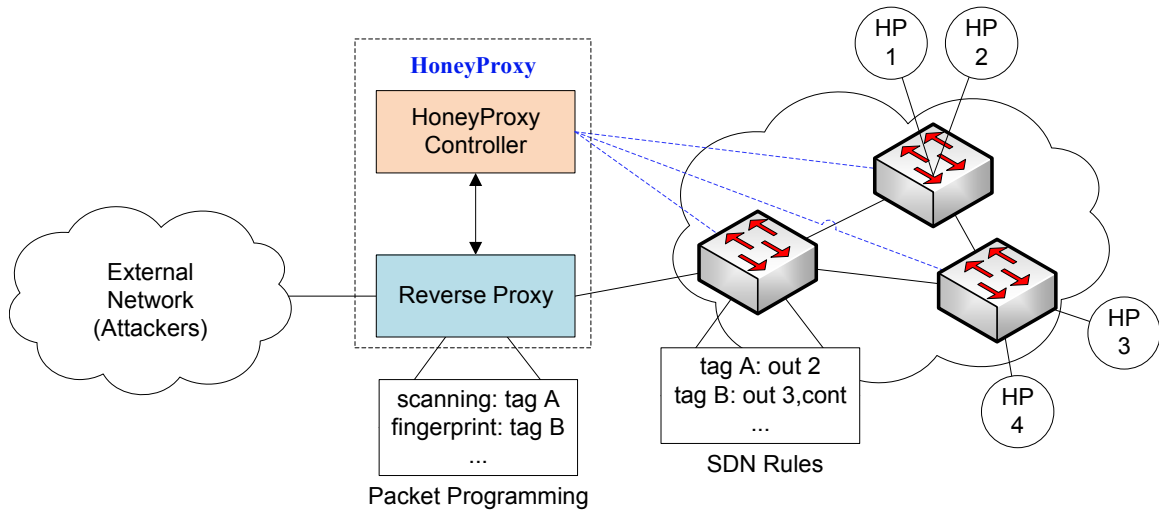 HoneyProxy
HoneyProxy
Controller
Reverse Proxy
External
Network
(Attackers)
scanning: tag A
fingerprint: tag B
...
Packet Programming
tag A: out 2
tag B: out 3,cont
...
SDN Rules
HP
1
HP
2
HP
3
HP
4